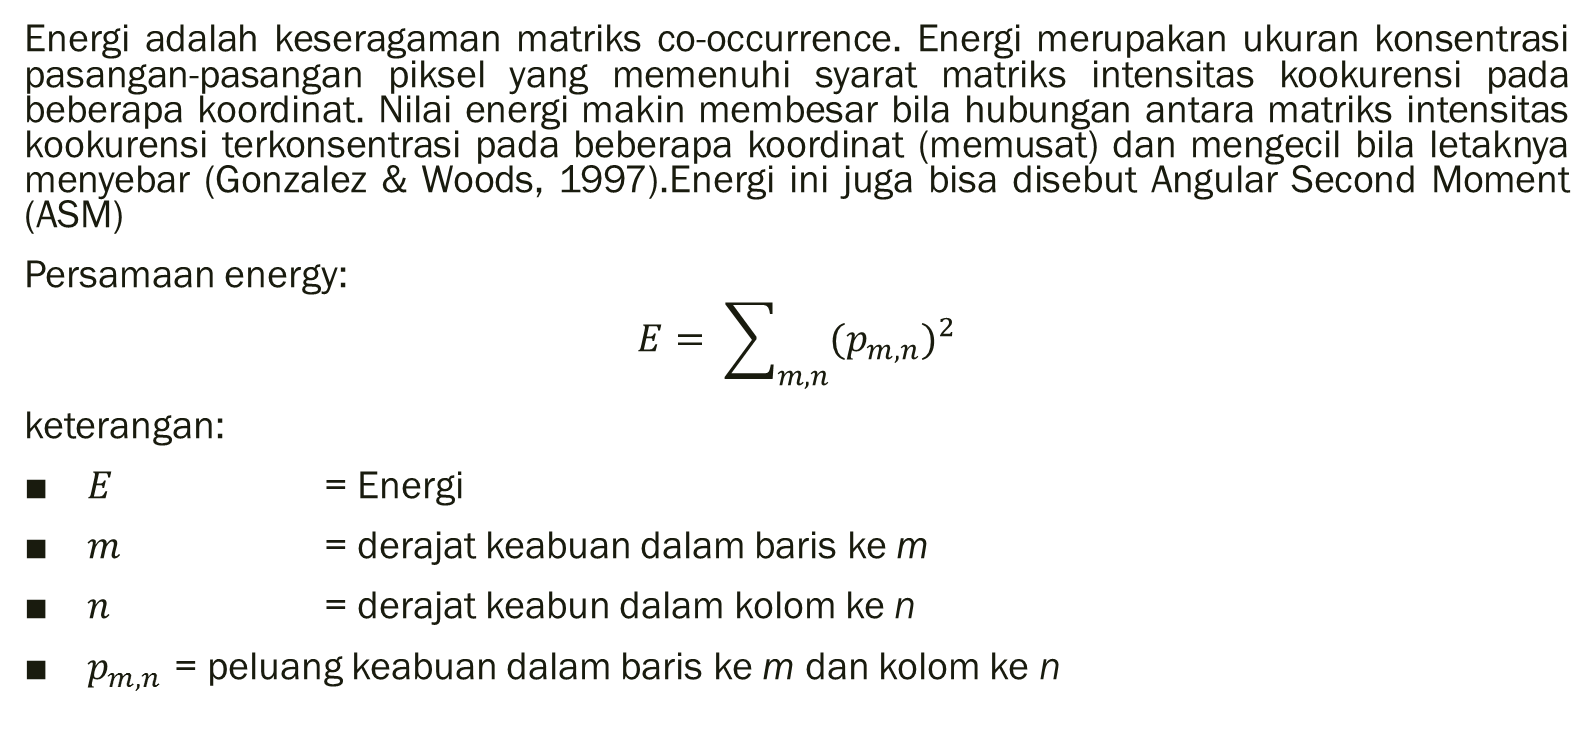 Energi adalah keseragaman matriks co-occurrence. Energi merupakan ukuran konsentrasi
pasangan-pasangan piksel yang memenuhi syarat matriks intensitas kookurensi pada
beberapa koordinat. Nilai energi makin membesar bila hubungan antara matriks intensitas
kookurensi terkonsentrasi pada beberapa koordinat (memusat) dan mengecil bila letaknya
menyebar (Gonzalez & Woods, 1997).Energi ini juga bisa disebut Angular Second Moment
(ASM)
Persamaan energy:
E = ∑_{m,n} (p_{m,n})^2
keterangan:
■ E = Energi
■ m = derajat keabuan dalam baris ke m
■ n = derajat keabun dalam kolom ke n
■ p_{m,n} = peluang keabuan dalam baris ke m dan kolom ke n